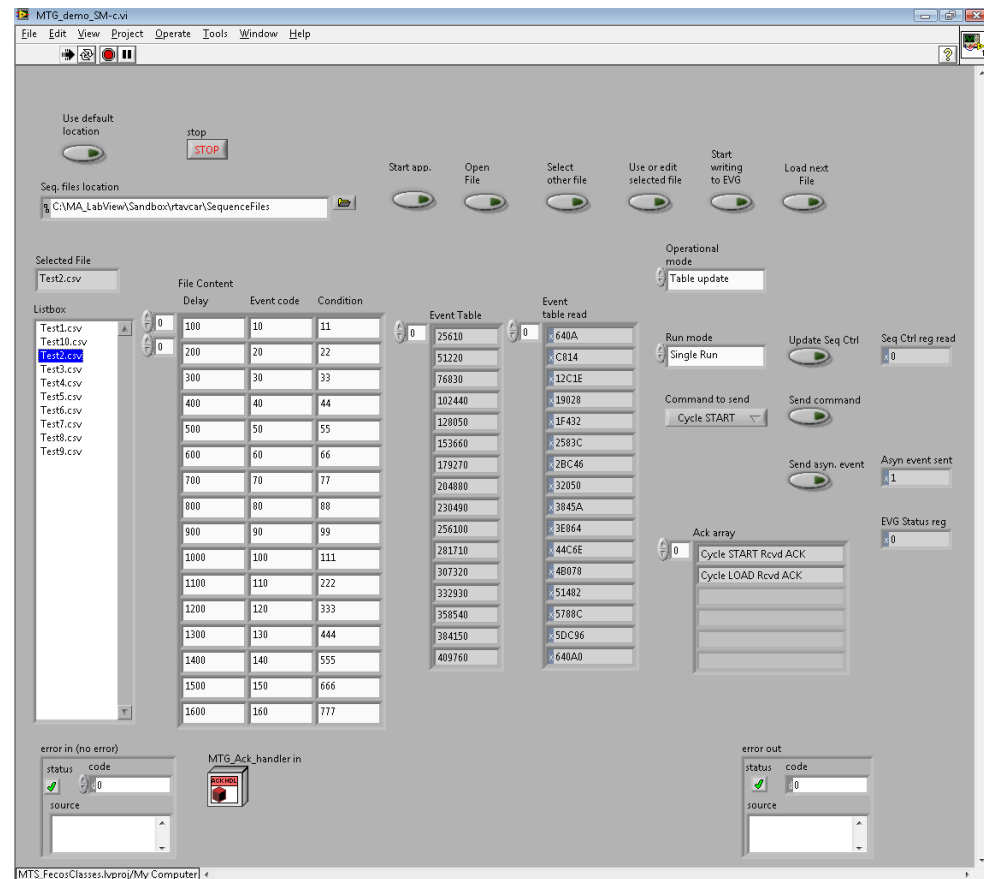 MTG_demo_SM-c.vi
File Edit View Project Operate Tools Window Help
Use default
location
stop
STOP
Seq. files location
C:\MA_LabView\Sandbox\rtavcar\SequenceFiles
Start app.
Open
File
Select
other file
Use or edit
selected file
Start
writing
to EVG
Load next
File
Selected File
Test2.csv
Listbox
Test1.csv
Test10.csv
Test2.csv
Test3.csv
Test4.csv
Test5.csv
Test6.csv
Test7.csv
Test8.csv
Test9.csv
File Content
Delay Event code Condition
0
0
100 10 11
200 20 22
300 30 33
400 40 44
500 50 55
600 60 66
700 70 77
800 80 88
900 90 99
1000 100 111
1100 110 222
1200 120 333
1300 130 444
1400 140 555
1500 150 666
1600 160 777
Event Table
0
25610
51220
76830
102440
128050
153660
179270
204880
230490
256100
281710
307320
332930
358540
384150
409760
Event
table read
0
x 640A
x C814
x 12C1E
x 19028
x 1F432
x 2583C
x 2BC46
x 32050
x 3845A
x 3E864
x 44C6E
x 4B078
x 51482
x 5788C
x 5DC96
x 640A0
Operational
mode
Table update
Run mode
Single Run
Update Seq Ctrl
Seq Ctrl reg read
x 0
Command to send
Cycle START
Send command
Send asyn. event
Asyn event sent
x 1
EVG Status reg
x 0
Ack array
0
Cycle START Rcvd ACK
Cycle LOAD Rcvd ACK
error in (no error)
status code
d 0
source
MTG_Ack_handler in
ACK HDL
error out
status code
d 0
source
MTS_FecosClasses.lvproj/My Computer